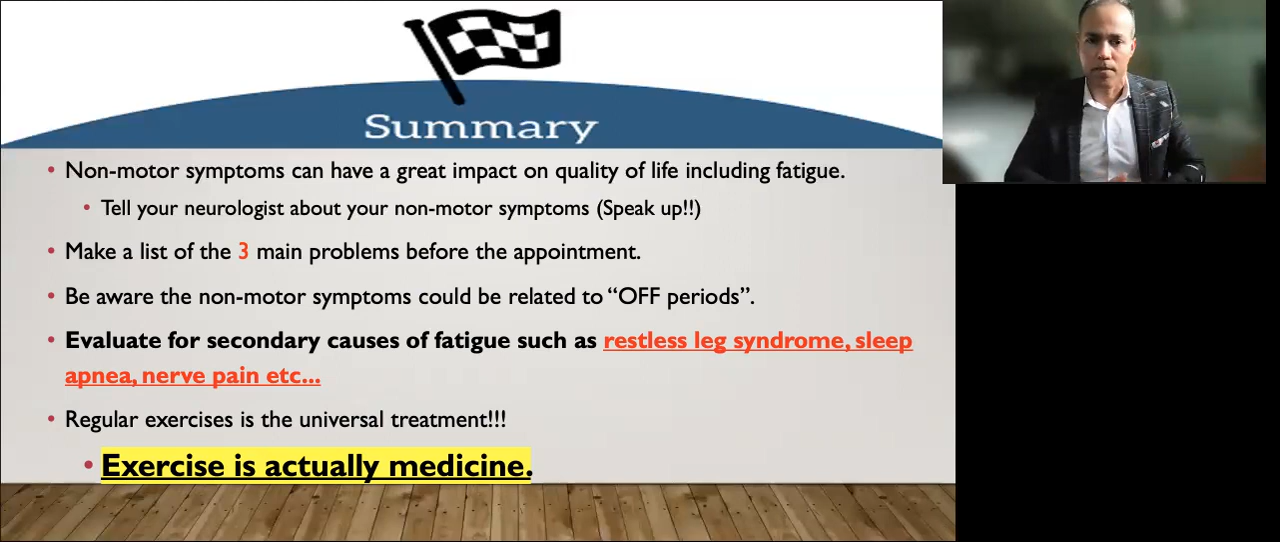 Summary
• Non-motor symptoms can have a great impact on quality of life including fatigue.
• Tell your neurologist about your non-motor symptoms (Speak up!!)
• Make a list of the 3 main problems before the appointment.
• Be aware the non-motor symptoms could be related to “OFF periods”.
• Evaluate for secondary causes of fatigue such as restless leg syndrome, sleep
apnea, nerve pain etc...
• Regular exercises is the universal treatment!!!
• Exercise is actually medicine.